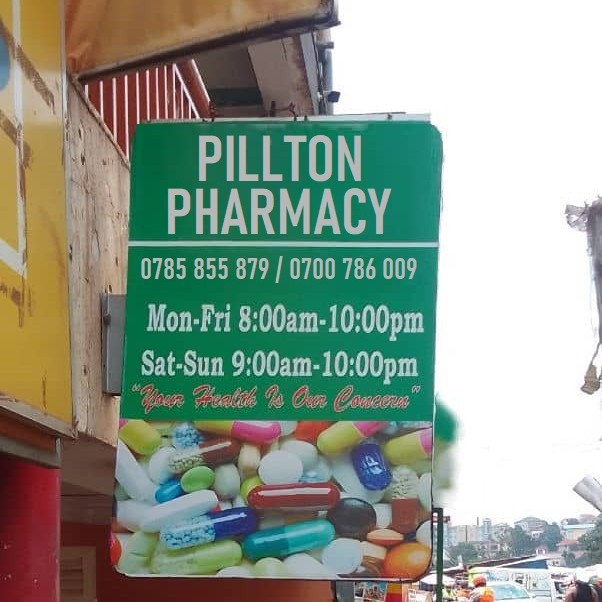 PILLTON
PHARMACY
0785 855 879 / 0700 786 009
Mon-Fri 8:00am-10:00pm
Sat-Sun 9:00am-10:00pm
"Your Health Is Our Concern"